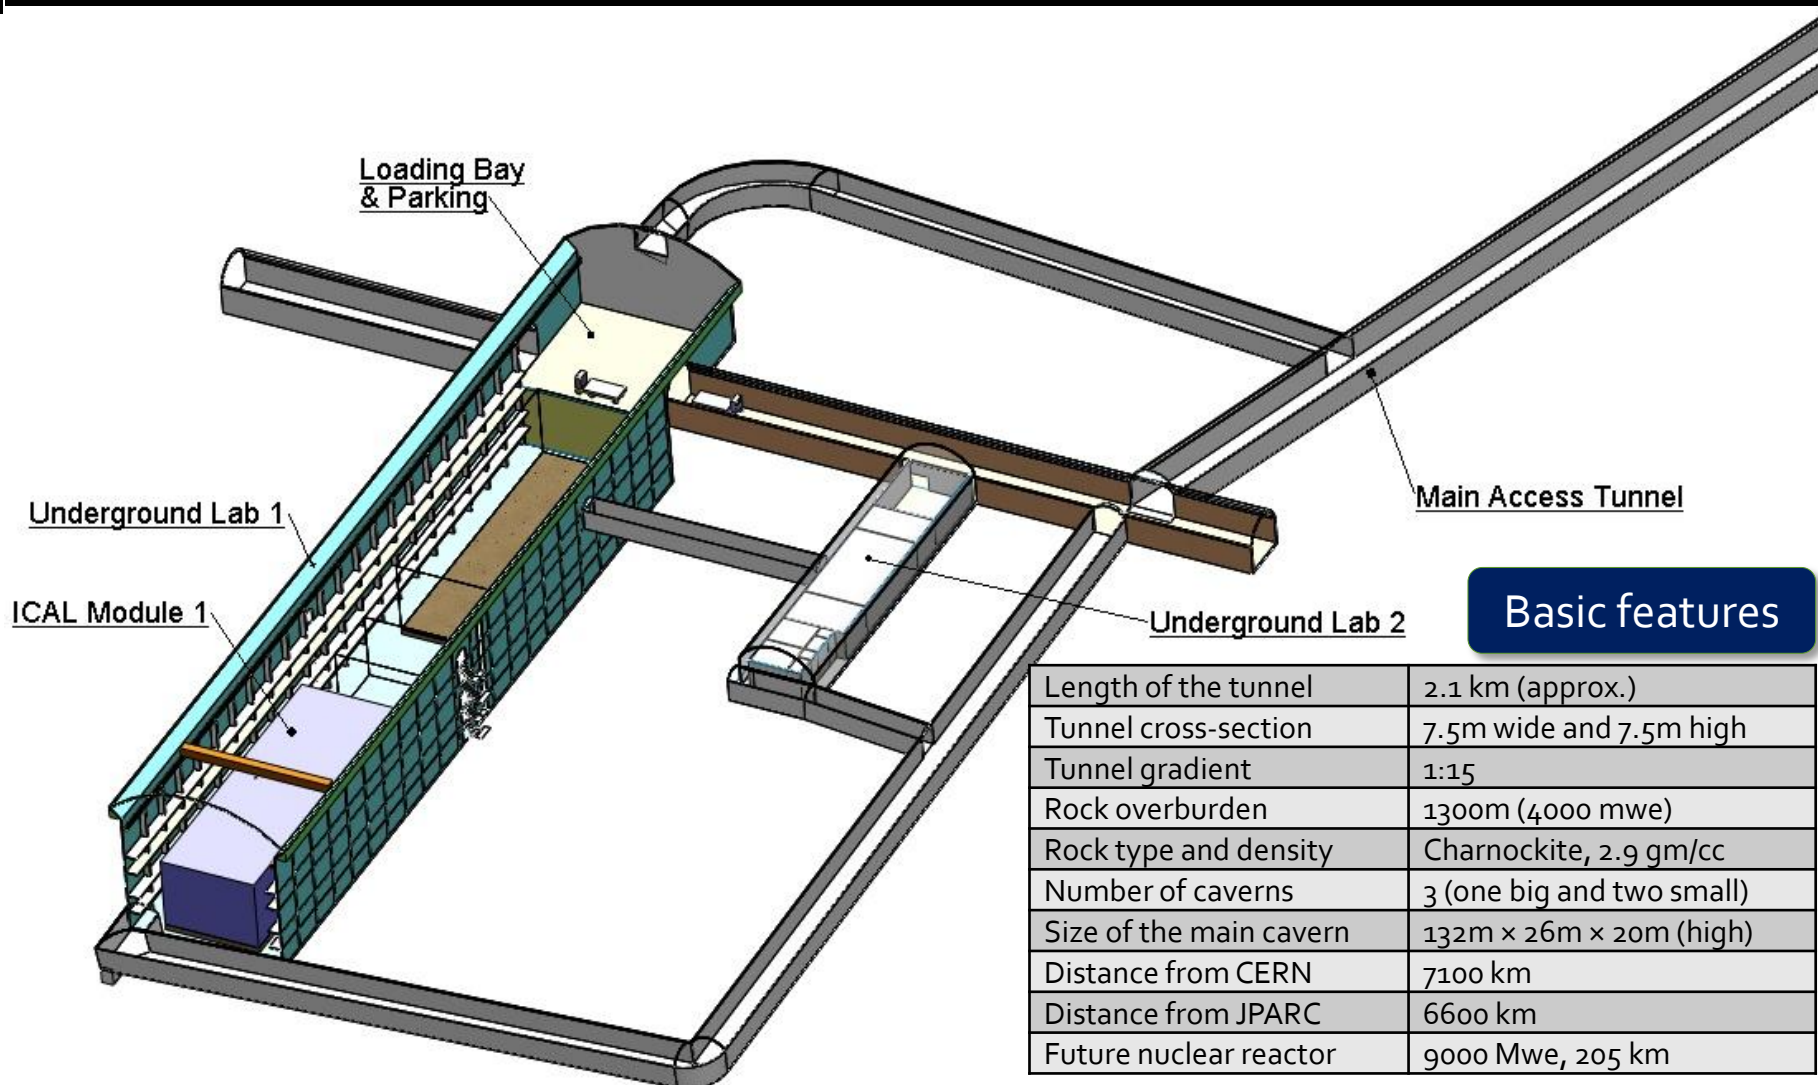 Loading Bay
& Parking
Underground Lab 1
Main Access Tunnel
ICAL Module 1
Underground Lab 2
Basic features
Length of the tunnel 2.1 km (approx.)
Tunnel cross-section 7.5m wide and 7.5m high
Tunnel gradient 1:15
Rock overburden 1300m (4000 mwe)
Rock type and density Charnockite, 2.9 gm/cc
Number of caverns 3 (one big and two small)
Size of the main cavern 132m × 26m × 20m (high)
Distance from CERN 7100 km
Distance from JPARC 6600 km
Future nuclear reactor 9000 Mwe, 205 km